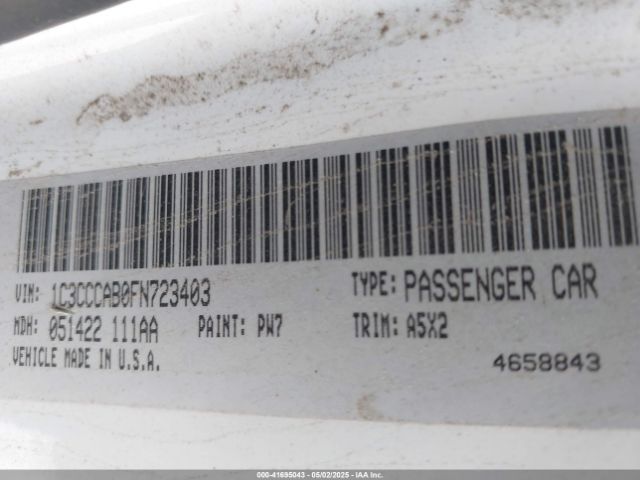 VIN: 1C3CCCAB0FN723403 TYPE: PASSENGER CAR
MDH: 051422 111AA PAINT: PW7 TRIM: A5X2
VEHICLE MADE IN U.S.A. 4658843
000-41695043 - 05/02/2025 - IAA Inc.